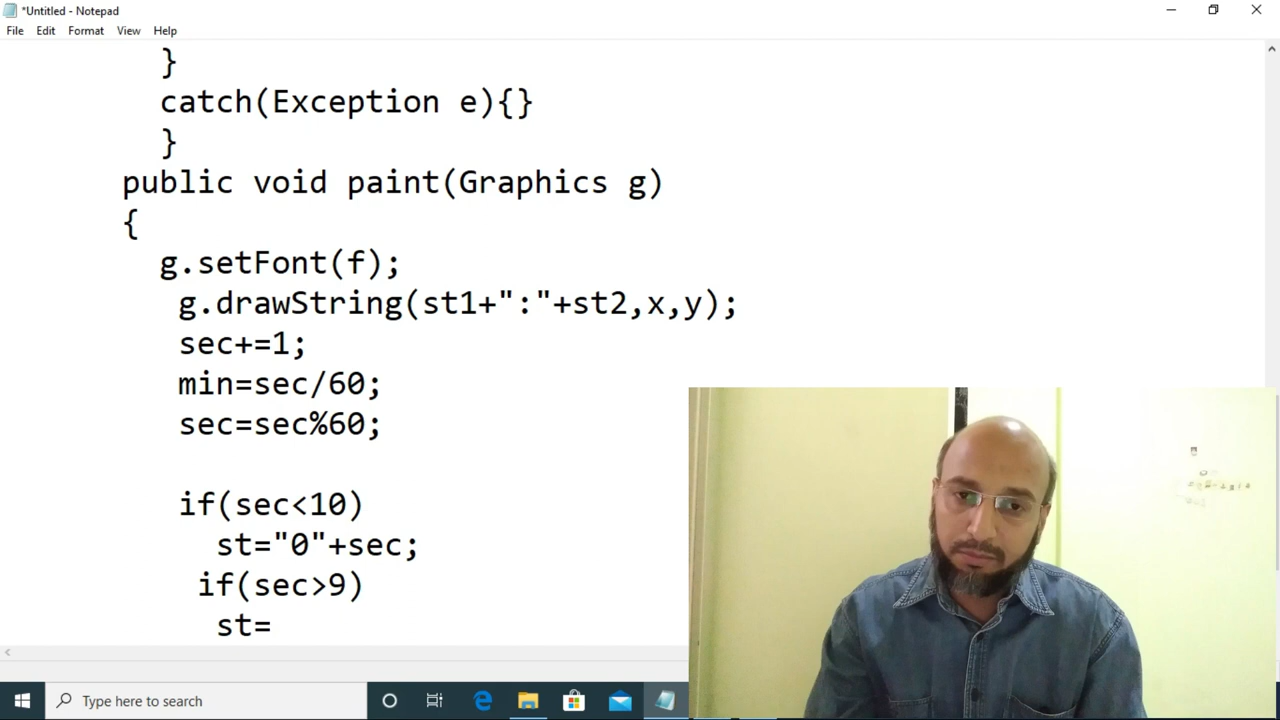 *Untitled - Notepad
File Edit Format View Help
}
catch(Exception e){}
}
public void paint(Graphics g)
{
g.setFont(f);
g.drawString(st1+":"+st2,x,y);
sec+=1;
min=sec/60;
sec=sec%60;
if(sec<10)
st="0"+sec;
if(sec>9)
st=
Type here to search